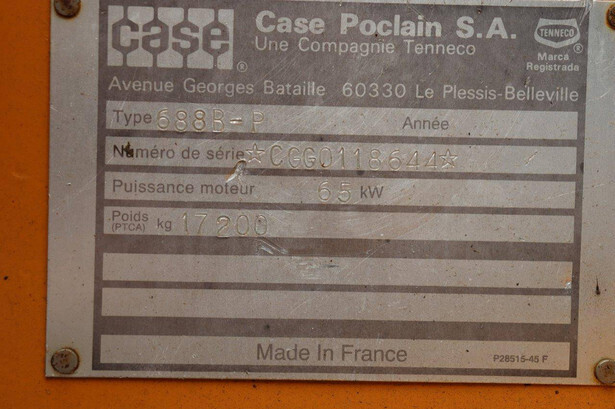 case ® Case Poclain S.A. TENNECO
Une Compagnie Tenneco Marca Registrada
Avenue Georges Bataille 60330 Le Plessis-Belleville
Type 688B-P Année
Numéro de série ☆CGG0118644☆
Puissance moteur 65 kW
Poids (PTCA) kg 17200
Made In France P28515-45 F